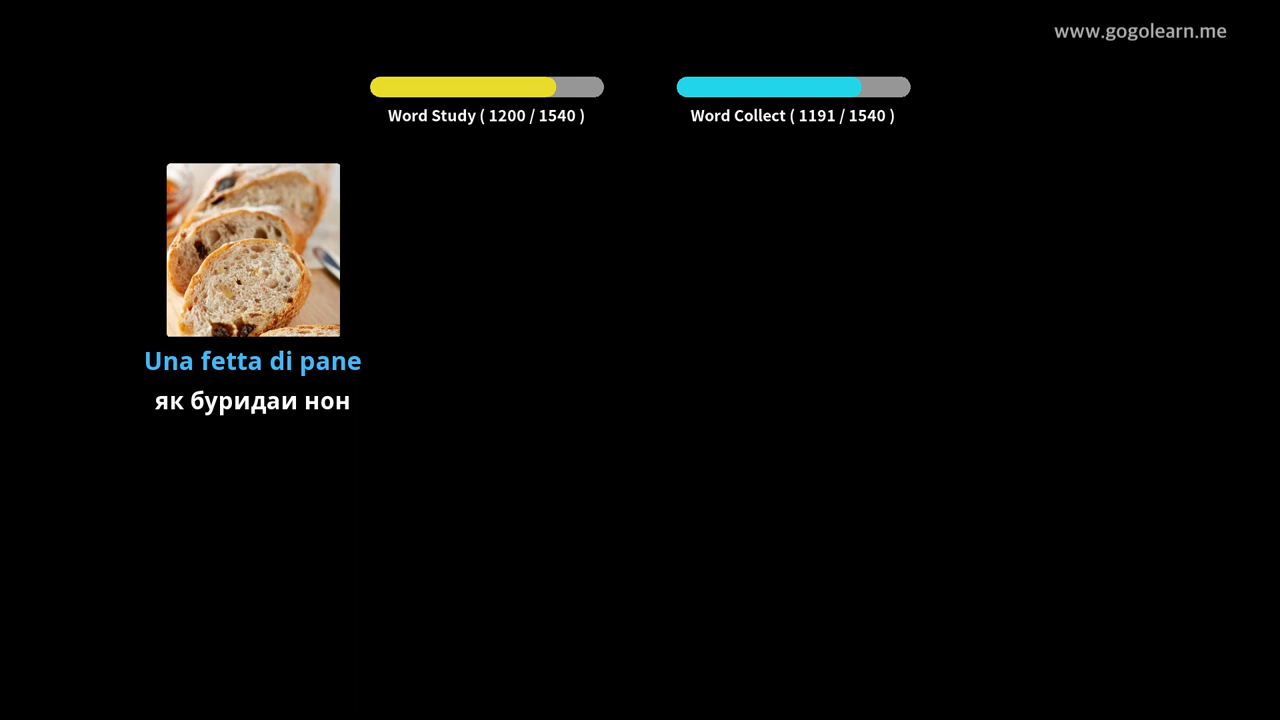 www.gogolearn.me
Word Study ( 1200 / 1540 )
Word Collect ( 1191 / 1540 )
Una fetta di pane
як буридаи нон